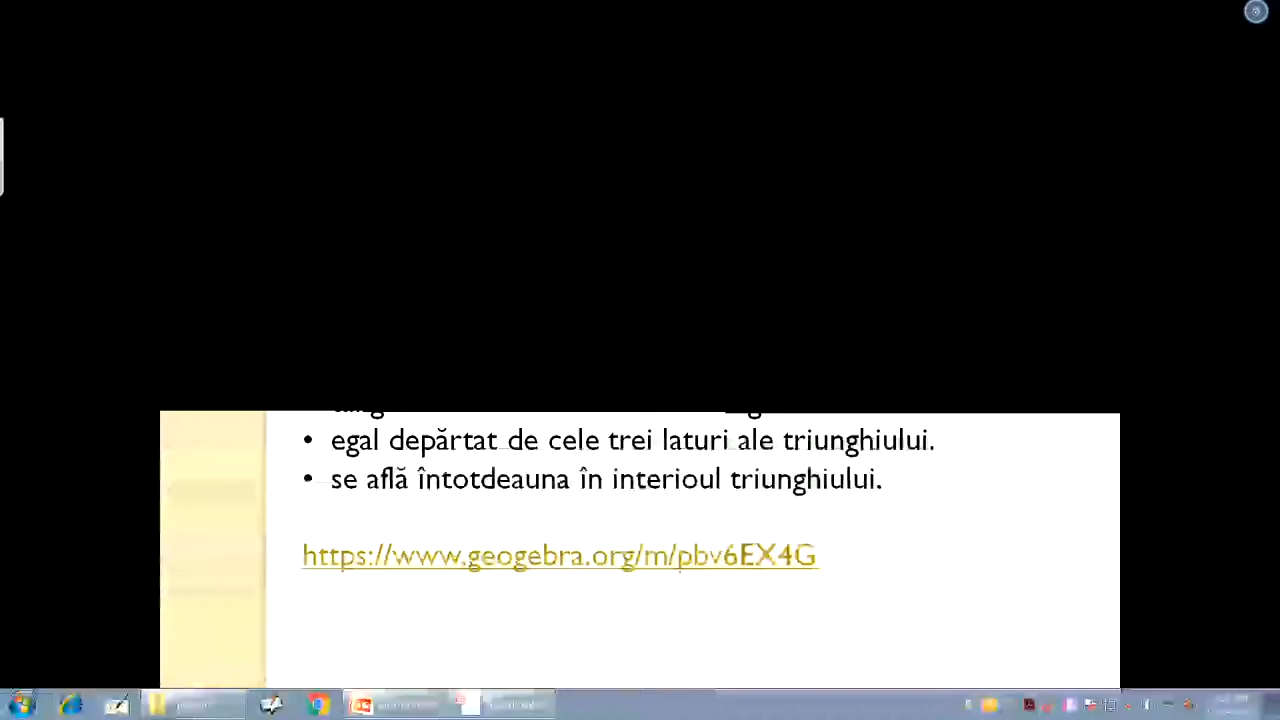 • egal depărtat de cele trei laturi ale triunghiului.
• se află întotdeauna în interioul triunghiului.
https://www.geogebra.org/m/pbv6EX4G